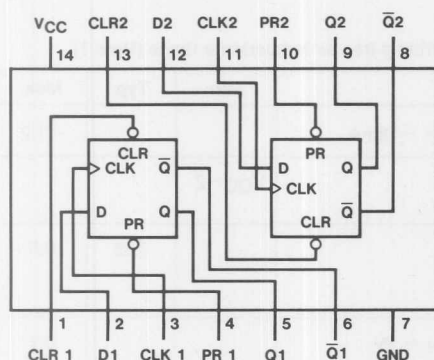 VCC CLR2 D2 CLK2 PR2 Q2 Q̅2
14 13 12 11 10 9 8
CLR
CLK Q̅
D Q
PR
PR
D Q
CLK
Q̅
CLR
1 2 3 4 5 6 7
CLR 1 D1 CLK 1 PR 1 Q1 Q̅1 GND